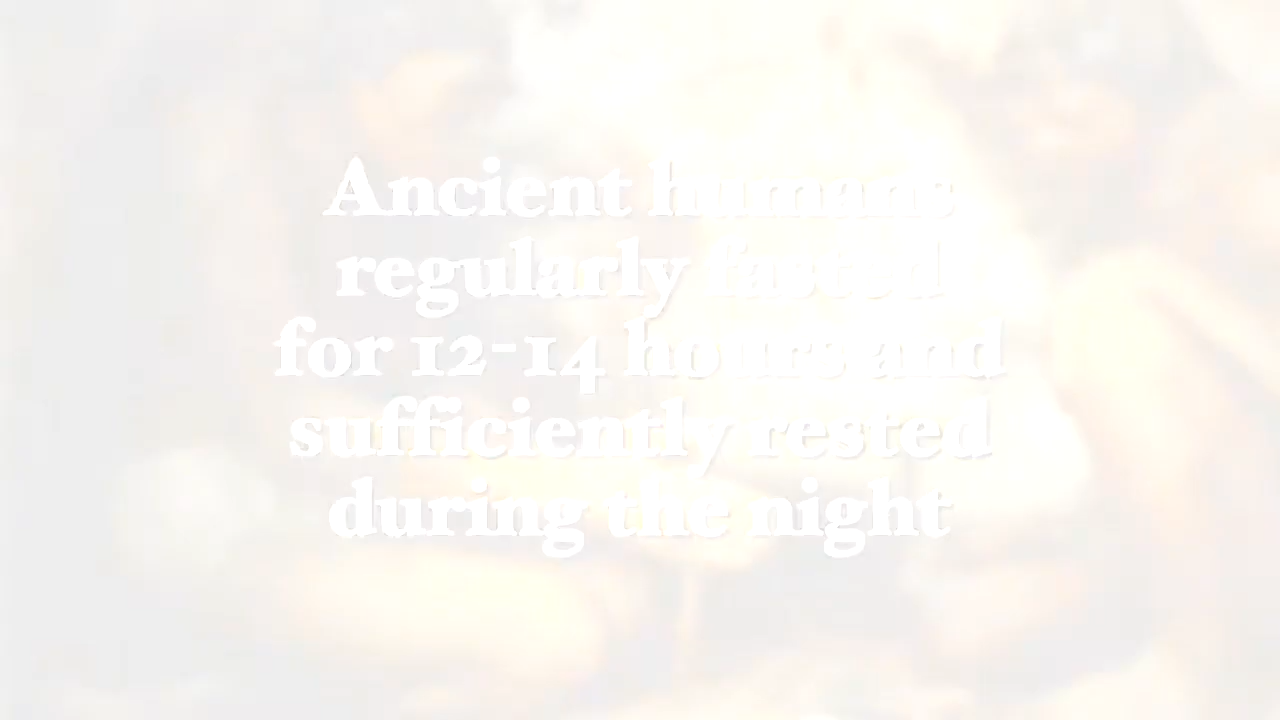 Ancient humans
regularly fasted
for 12-14 hours and
sufficiently rested
during the night